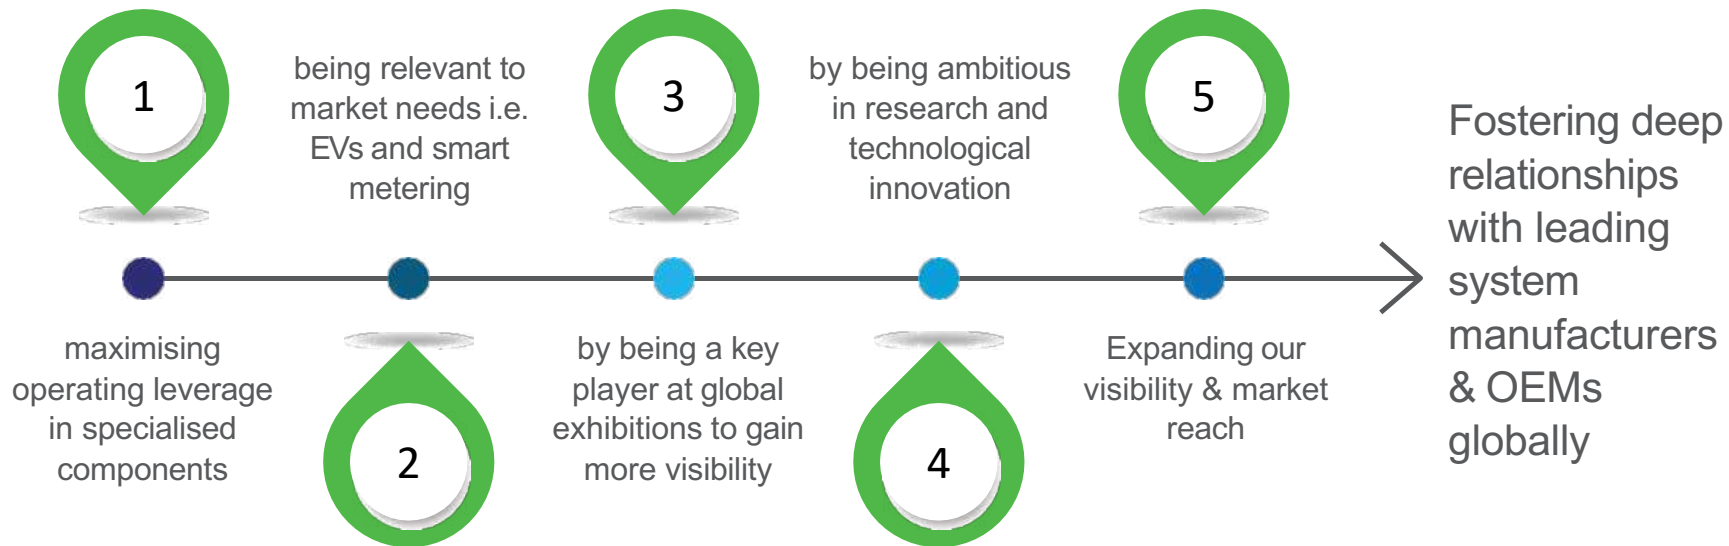 1
maximising
operating leverage
in specialised
components
being relevant to
market needs i.e.
EVs and smart
metering
2
3
by being a key
player at global
exhibitions to gain
more visibility
by being ambitious
in research and
technological
innovation
4
5
Expanding our
visibility & market
reach
Fostering deep
relationships
with leading
system
manufacturers
& OEMs
globally